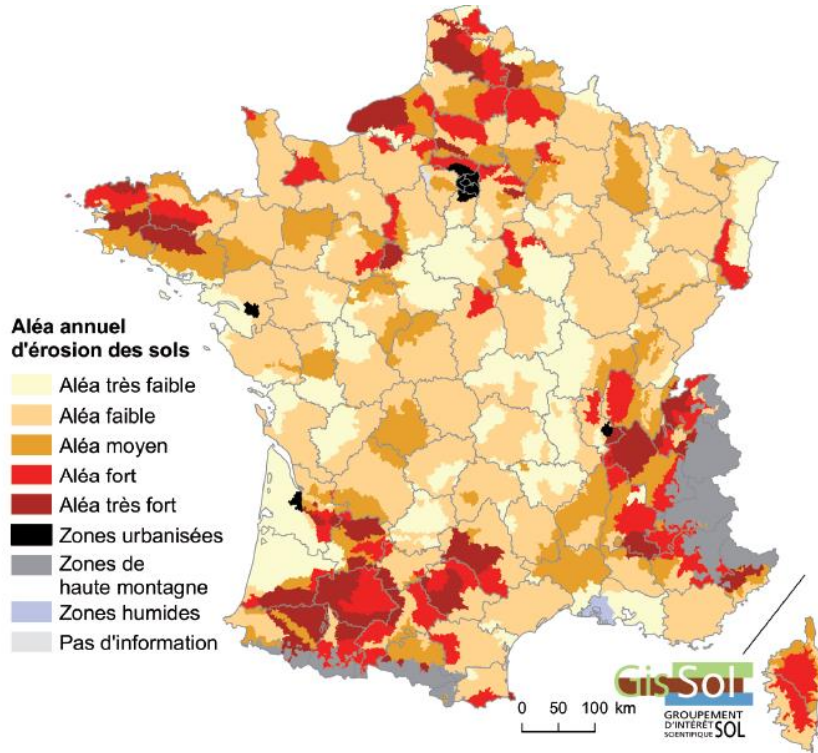 Aléa annuel
d'érosion des sols
Aléa très faible
Aléa faible
Aléa moyen
Aléa fort
Aléa très fort
Zones urbanisées
Zones de
haute montagne
Zones humides
Pas d'information
0 50 100 km
GisSol
GROUPEMENT
D'INTÉRÊT
SCIENTIFIQUE SOL